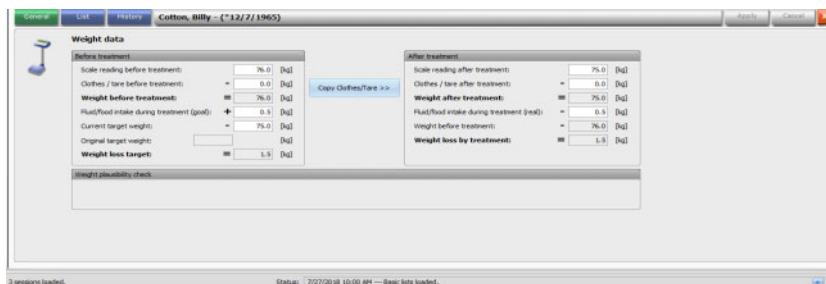 General List History Cotton, Billy - (*12/7/1965) Apply Cancel
Weight data
Before treatment
Scale reading before treatment: 76.0 [kg]
Clothes / tare before treatment: - 0.0 [kg]
Weight before treatment: = 76.0 [kg]
Fluid/food intake during treatment (goal): + 0.5 [kg]
Current target weight: - 75.0 [kg]
Original target weight: [kg]
Weight loss target: = 1.5 [kg]
Copy Clothes/Tare >>
After treatment
Scale reading after treatment: 75.0 [kg]
Clothes / tare after treatment: - 0.0 [kg]
Weight after treatment: = 75.0 [kg]
Fluid/food intake during treatment (real): - 0.5 [kg]
Weight before treatment: - 76.0 [kg]
Weight loss by treatment: = 1.5 [kg]
Weight plausibility check
3 sessions loaded. Status: 7/27/2018 10:00 AM --- Basic lists loaded.